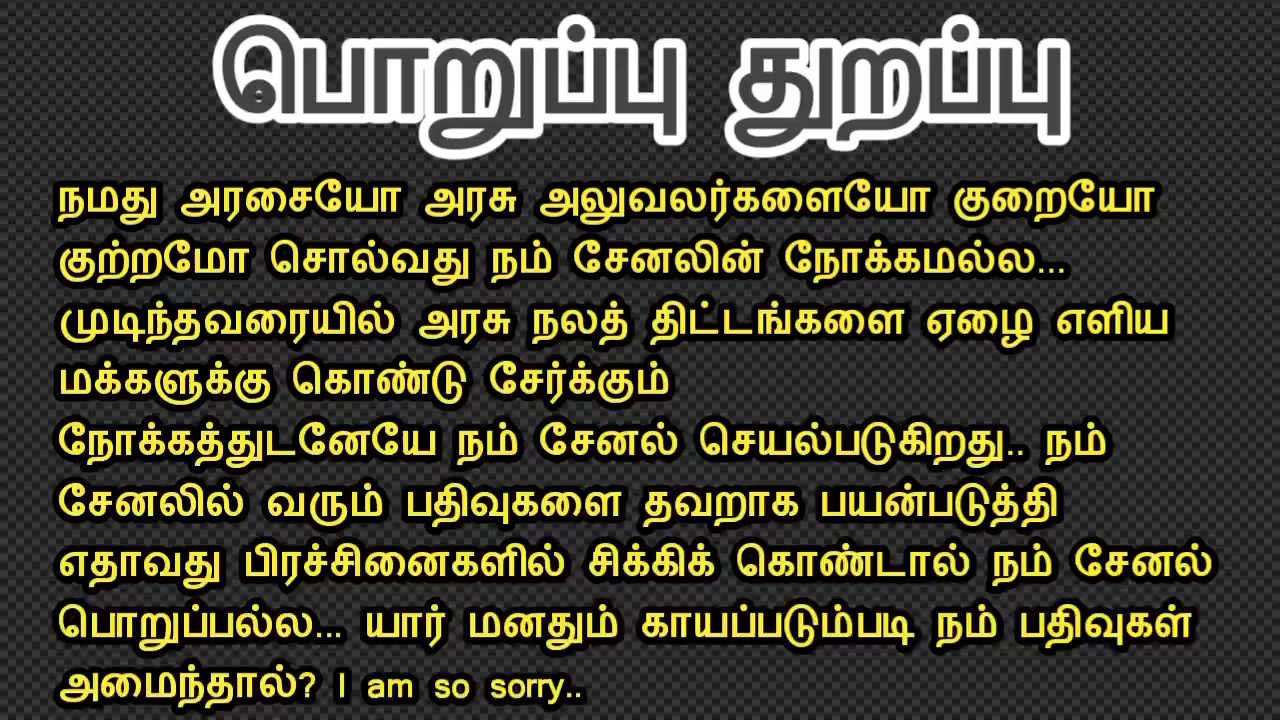 பொறுப்பு துறப்பு
நமது அரசையோ அரசு அலுவலர்களையோ குறையோ
குற்றமோ சொல்வது நம் சேனலின் நோக்கமல்ல...
முடிந்தவரையில் அரசு நலத் திட்டங்களை ஏழை எளிய
மக்களுக்கு கொண்டு சேர்க்கும்
நோக்கத்துடனேயே நம் சேனல் செயல்படுகிறது.. நம்
சேனலில் வரும் பதிவுகளை தவறாக பயன்படுத்தி
எதாவது பிரச்சினைகளில் சிக்கிக் கொண்டால் நம் சேனல்
பொறுப்பல்ல... யார் மனதும் காயப்படும்படி நம் பதிவுகள்
அமைந்தால்? I am so sorry..